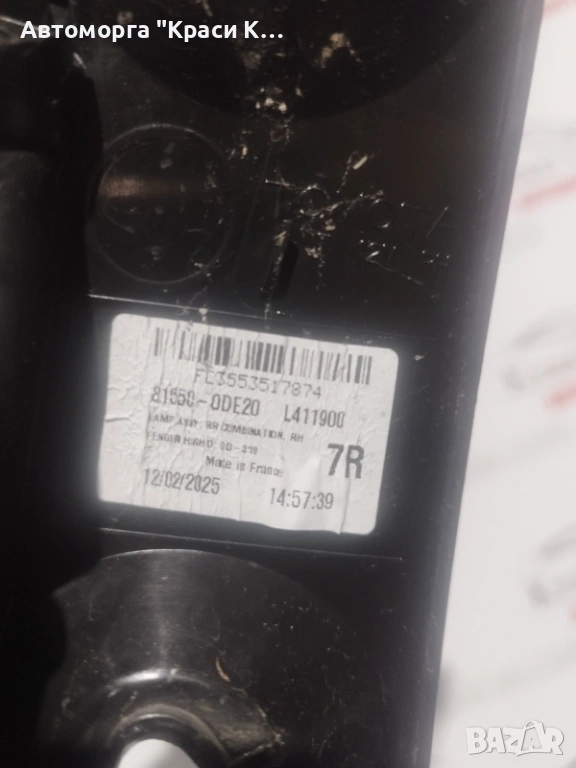 Автоморга "Краси К...
FL3553517874
81550-0DE20 L411900
LAMP ASSY, RR COMBINATION, RH
7R
Made in France
12/02/2025 14:57:39
BAZAR